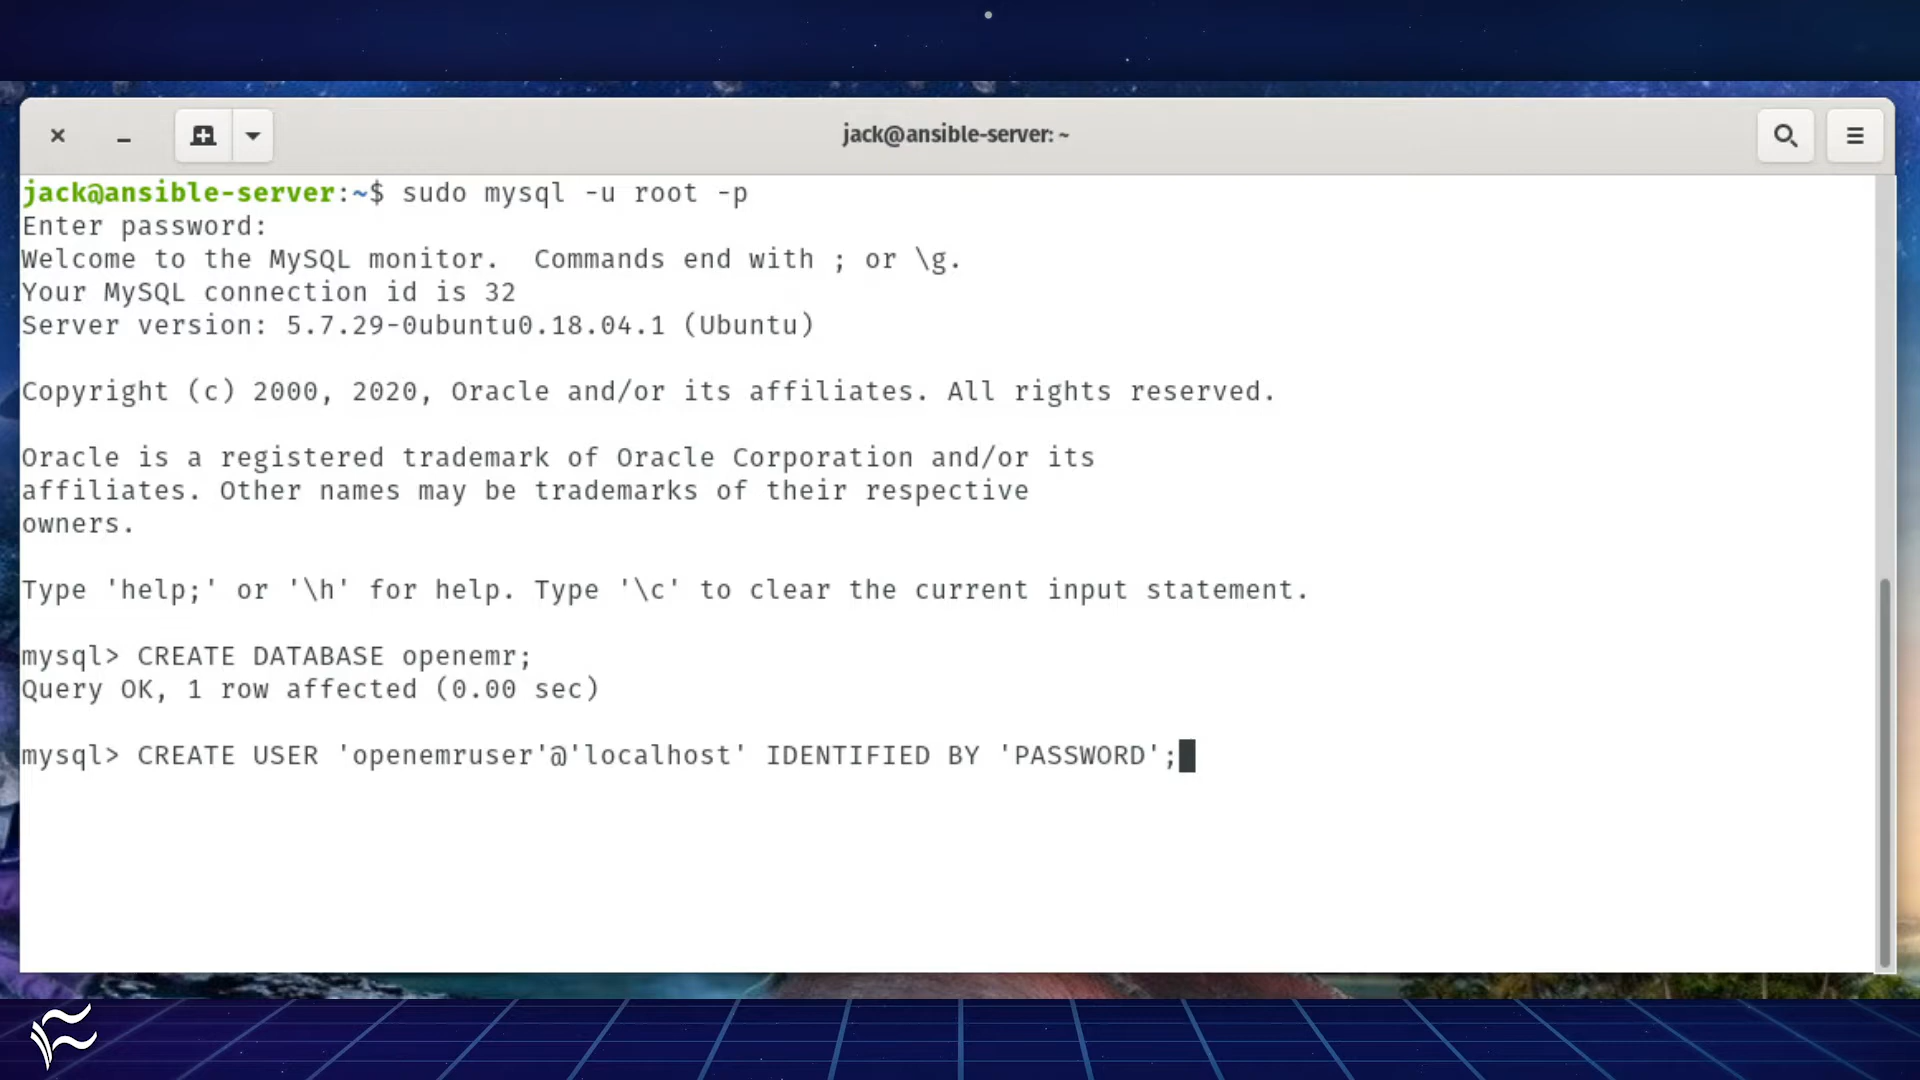 jack@ansible-server: ~
jack@ansible-server:~$ sudo mysql -u root -p
Enter password:
Welcome to the MySQL monitor.  Commands end with ; or \g.
Your MySQL connection id is 32
Server version: 5.7.29-0ubuntu0.18.04.1 (Ubuntu)
Copyright (c) 2000, 2020, Oracle and/or its affiliates. All rights reserved.
Oracle is a registered trademark of Oracle Corporation and/or its
affiliates. Other names may be trademarks of their respective
owners.
Type 'help;' or '\h' for help. Type '\c' to clear the current input statement.
mysql> CREATE DATABASE openemr;
Query OK, 1 row affected (0.00 sec)
mysql> CREATE USER 'openemruser'@'localhost' IDENTIFIED BY 'PASSWORD';